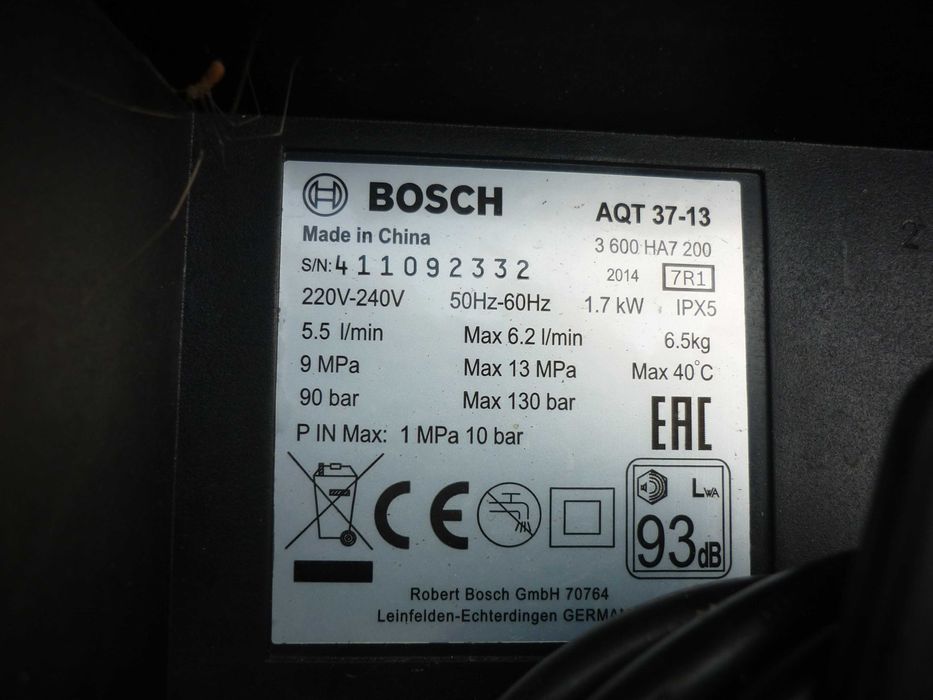 BOSCH
AQT 37-13
Made in China
3 600 HA7 200
S/N: 411092332
2014 7R1
220V-240V 50Hz-60Hz 1.7 kW IPX5
5.5 l/min Max 6.2 l/min 6.5kg
9 MPa Max 13 MPa Max 40°C
90 bar Max 130 bar
EAC
P IN Max: 1 MPa 10 bar
CE
LWA
93dB
Robert Bosch GmbH 70764
Leinfelden-Echterdingen GERMAN
2